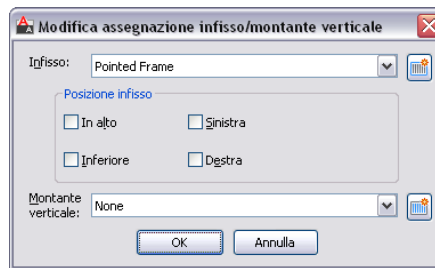 Modifica assegnazione infisso/montante verticale
Infisso: Pointed Frame
Posizione infisso
In alto Sinistra
Inferiore Destra
Montante
verticale: None
OK Annulla